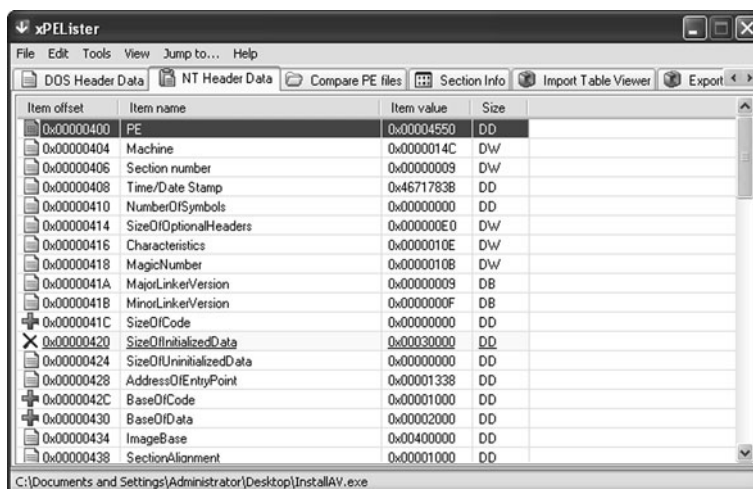 xPELister
File Edit Tools View Jump to... Help
DOS Header Data NT Header Data Compare PE files Section Info Import Table Viewer Export
Item offset Item name Item value Size
0x00000400 PE 0x00004550 DD
0x00000404 Machine 0x0000014C DW
0x00000406 Section number 0x00000009 DW
0x00000408 Time/Date Stamp 0x4671783B DD
0x00000410 NumberOfSymbols 0x00000000 DD
0x00000414 SizeOfOptionalHeaders 0x000000E0 DW
0x00000416 Characteristics 0x0000010E DW
0x00000418 MagicNumber 0x0000010B DW
0x0000041A MajorLinkerVersion 0x00000009 DB
0x0000041B MinorLinkerVersion 0x0000000F DB
0x0000041C SizeOfCode 0x00000000 DD
0x00000420 SizeOfInitializedData 0x00030000 DD
0x00000424 SizeOfUninitializedData 0x00000000 DD
0x00000428 AddressOfEntryPoint 0x00001338 DD
0x0000042C BaseOfCode 0x00001000 DD
0x00000430 BaseOfData 0x00002000 DD
0x00000434 ImageBase 0x00400000 DD
0x00000438 SectionAlignment 0x00001000 DD
C:\Documents and Settings\Administrator\Desktop\InstallAV.exe